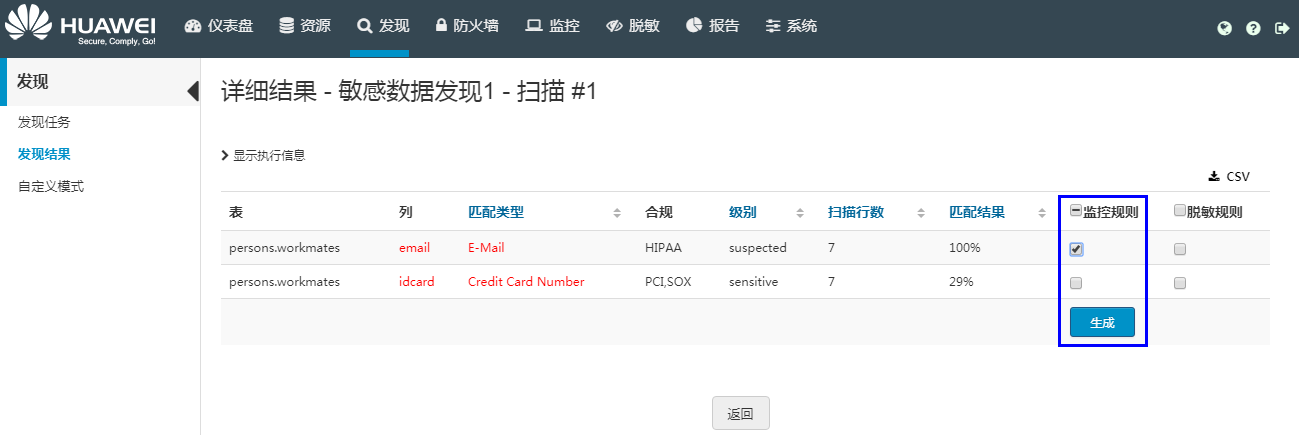 HUAWEI
Secure, Comply, Go!
仪表盘 资源 发现 防火墙 监控 脱敏 报告 系统
发现
发现任务
发现结果
自定义模式
详细结果 - 敏感数据发现1 - 扫描 #1
显示执行信息
CSV
表 列 匹配类型 合规 级别 扫描行数 匹配结果 监控规则 脱敏规则
persons.workmates email E-Mail HIPAA suspected 7 100%
persons.workmates idcard Credit Card Number PCI,SOX sensitive 7 29%
生成
返回